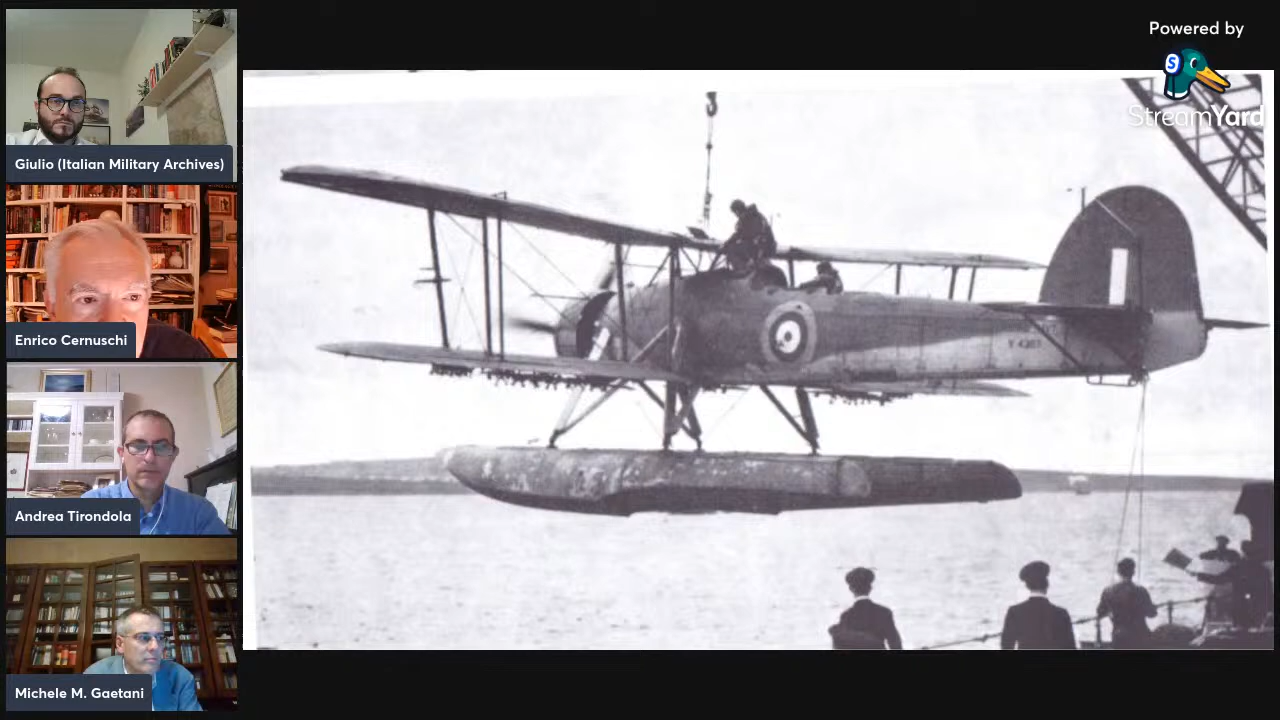 Powered by
S
StreamYard
Giulio (Italian Military Archives)
Enrico Cernuschi
Andrea Tirondola
Michele M. Gaetani